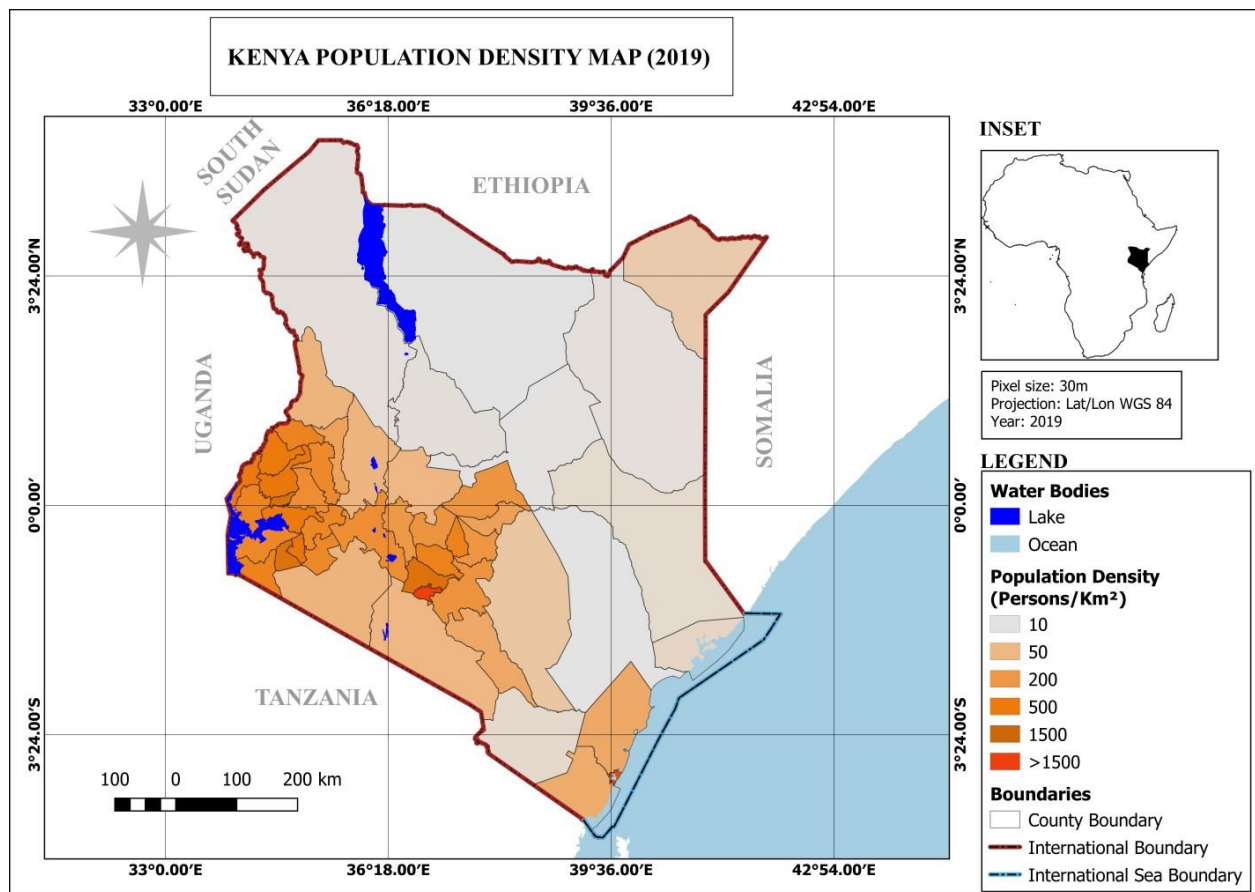 KENYA POPULATION DENSITY MAP (2019)
33°0.00′E 36°18.00′E 39°36.00′E 42°54.00′E
SOUTH
SUDAN
ETHIOPIA
UGANDA
SOMALIA
TANZANIA
3°24.00′N
0°0.00′
3°24.00′S
3°24.00′N
0°0.00′
3°24.00′S
100 0 100 200 km
33°0.00′E 36°18.00′E 39°36.00′E 42°54.00′E
INSET
Pixel size: 30m
Projection: Lat/Lon WGS 84
Year: 2019
LEGEND
Water Bodies
Lake
Ocean
Population Density
(Persons/Km²)
10
50
200
500
1500
>1500
Boundaries
County Boundary
International Boundary
International Sea Boundary